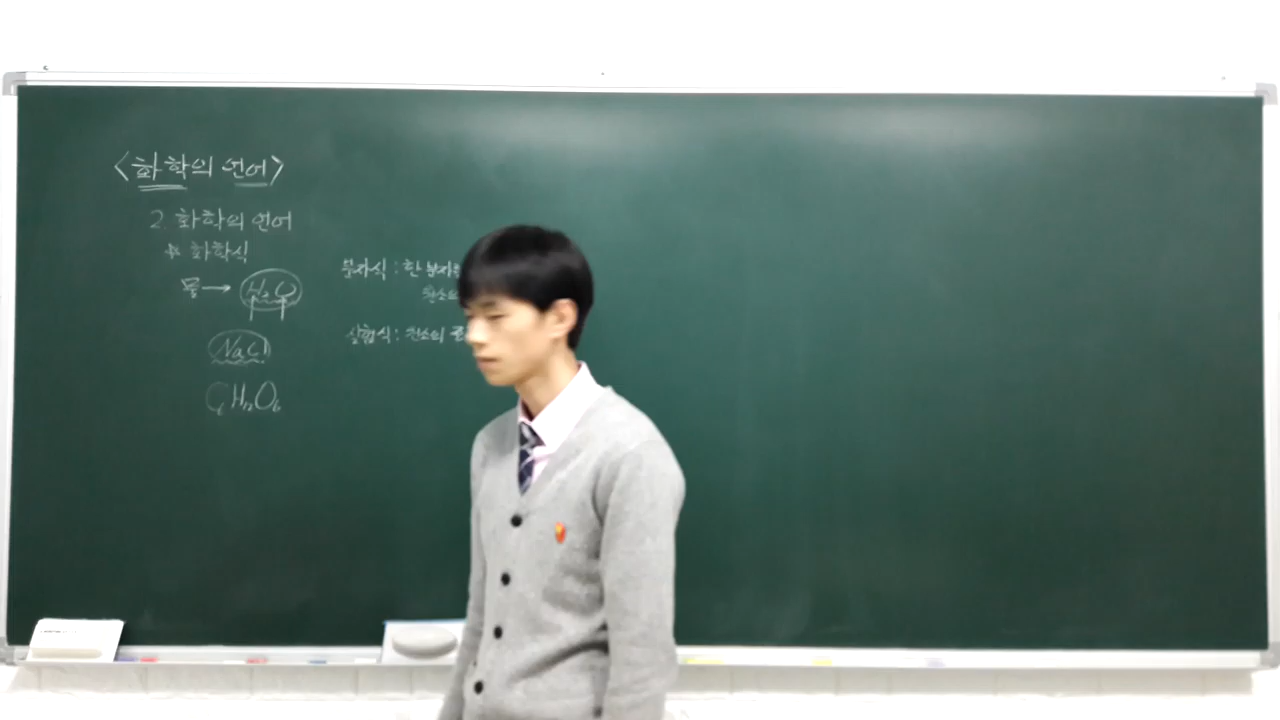 <화학의 언어>
2. 화학의 언어
* 화학식
물 → H₂O
NaCl
C₆H₁₂O₆
분자식 : 한 분자를
원소의
실험식 : 원소의